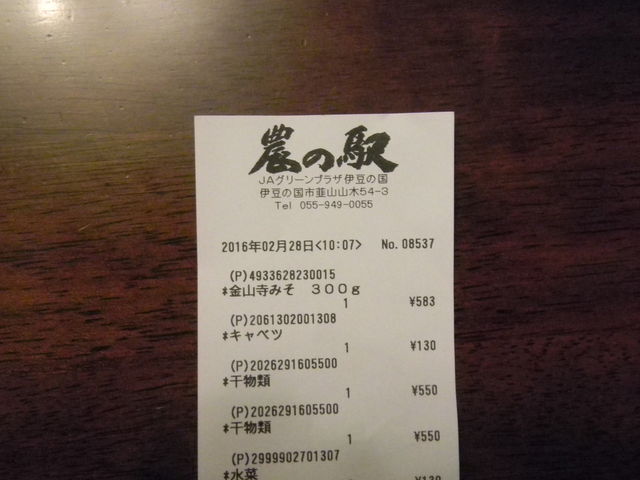 農の駅
JAグリーンプラザ伊豆の国
伊豆の国市韮山山木54-3
Tel 055-949-0055
2016年02月28日<10:07> No.08537
(P)4933628230015
*金山寺みそ 300g
1 ¥583
(P)2061302001308
*キャベツ
1 ¥130
(P)2026291605500
*干物類
1 ¥550
(P)2026291605500
*干物類
1 ¥550
(P)2999902701307
*水菜
¥130